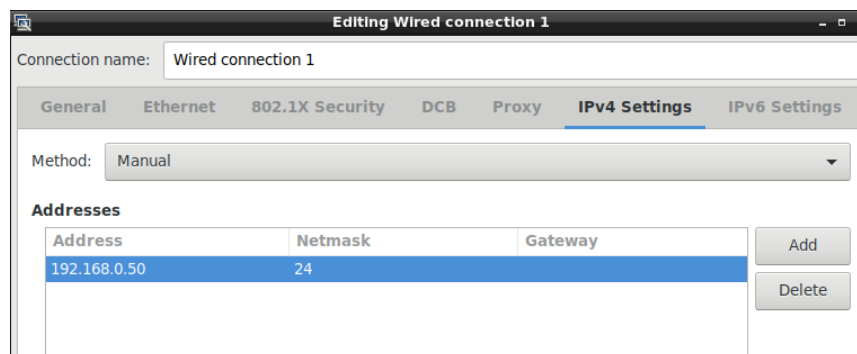 Editing Wired connection 1
Connection name: Wired connection 1
General Ethernet 802.1X Security DCB Proxy IPv4 Settings IPv6 Settings
Method: Manual
Addresses
Address Netmask Gateway
192.168.0.50 24
Add
Delete